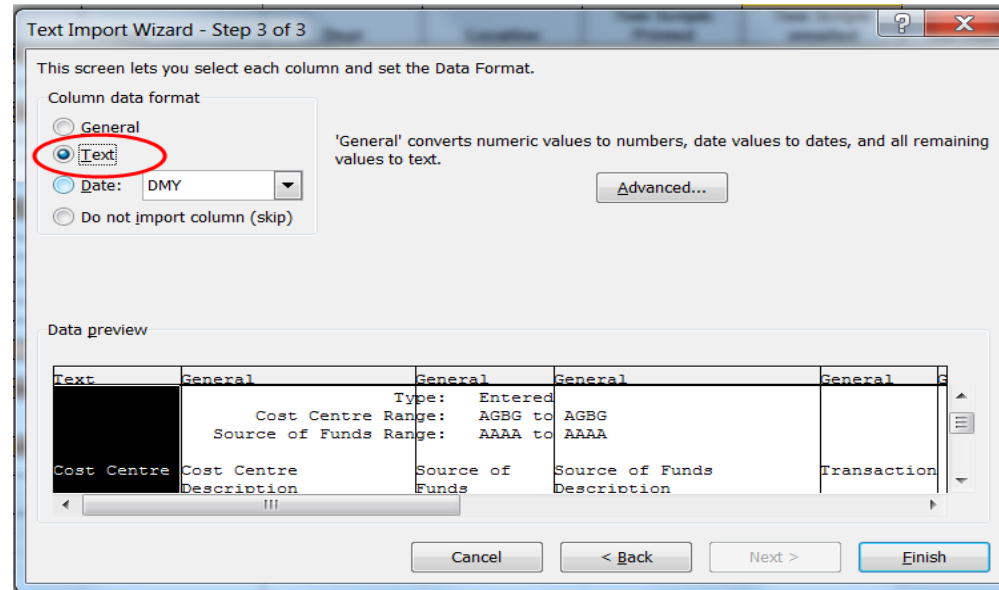 Text Import Wizard - Step 3 of 3
This screen lets you select each column and set the Data Format.
Column data format
General
Text
Date: DMY
Do not import column (skip)
'General' converts numeric values to numbers, date values to dates, and all remaining
values to text.
Advanced...
Data preview
Text General General General General G
Type: Entered
Cost Centre Range: AGBG to AGBG
Source of Funds Range: AAAA to AAAA
Cost Centre Cost Centre Source of Source of Funds Transaction
Description Funds Description
Cancel < Back Next > Finish